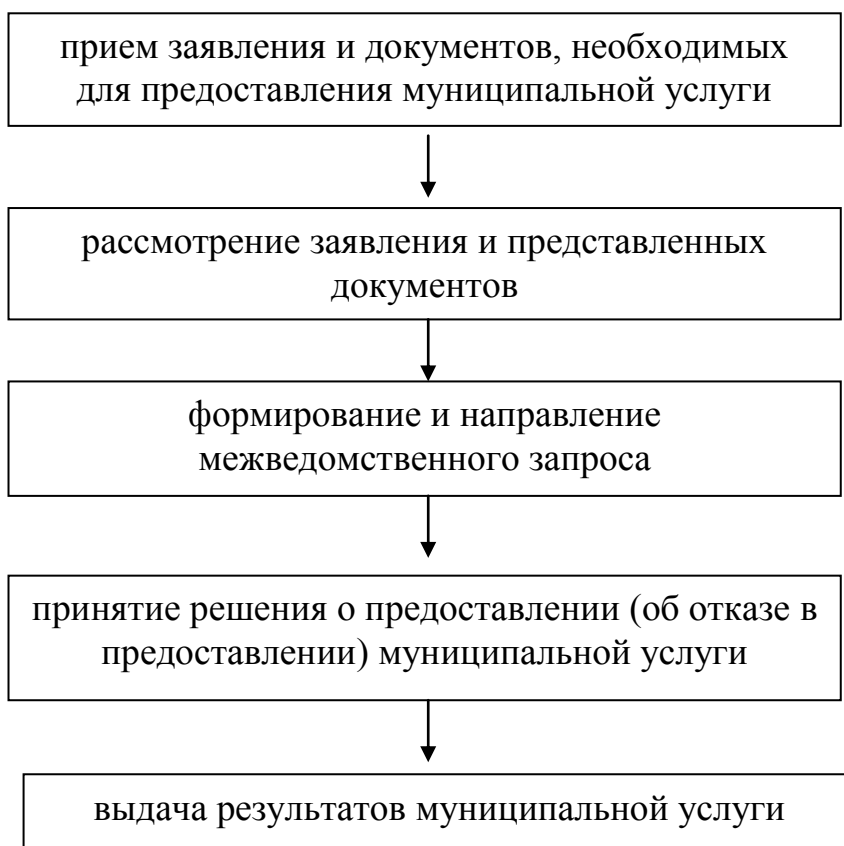 прием заявления и документов, необходимых
для предоставления муниципальной услуги
рассмотрение заявления и представленных
документов
формирование и направление
межведомственного запроса
принятие решения о предоставлении (об отказе в
предоставлении) муниципальной услуги
выдача результатов муниципальной услуги